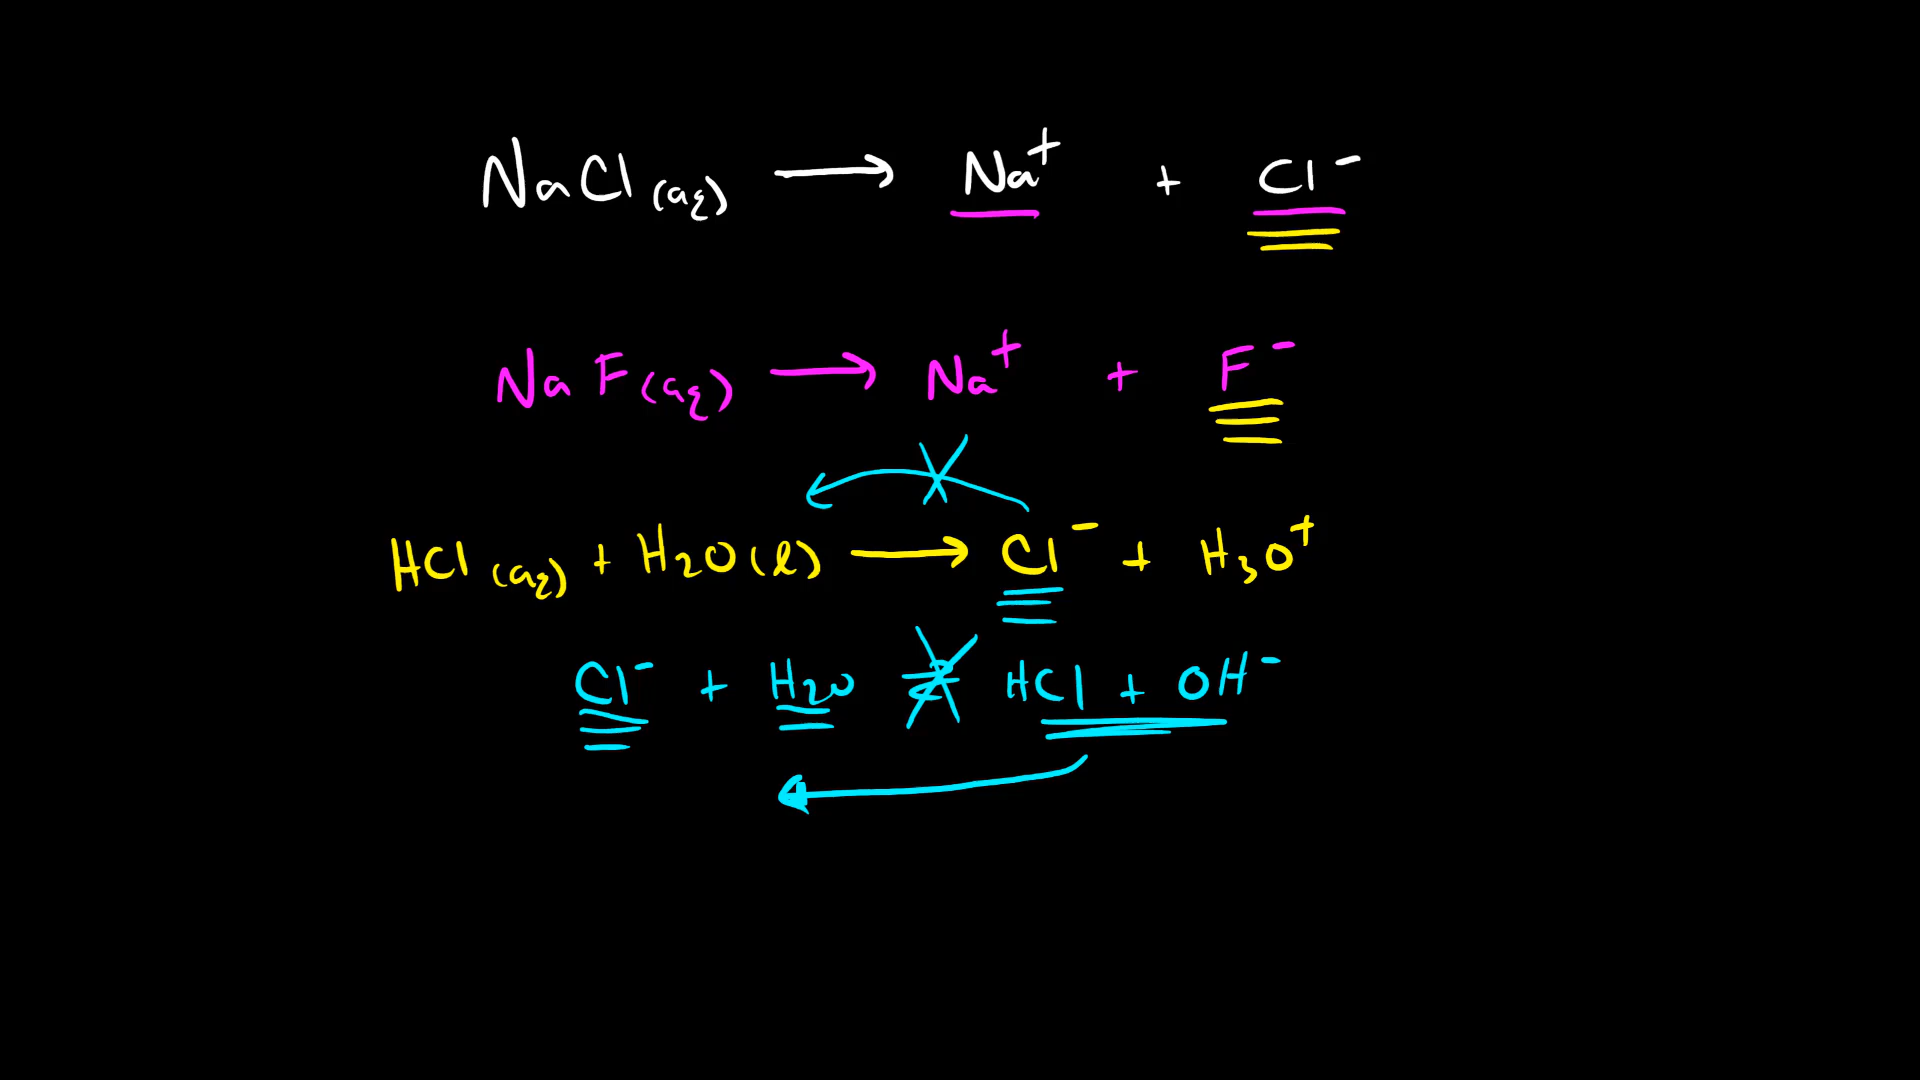 NaCl(aq) ⟶ Na⁺ + Cl⁻
NaF(aq) ⟶ Na⁺ + F⁻
HCl(aq) + H₂O(l) ⟶ Cl⁻ + H₃O⁺
Cl⁻ + H₂O ⇌ HCl + OH⁻